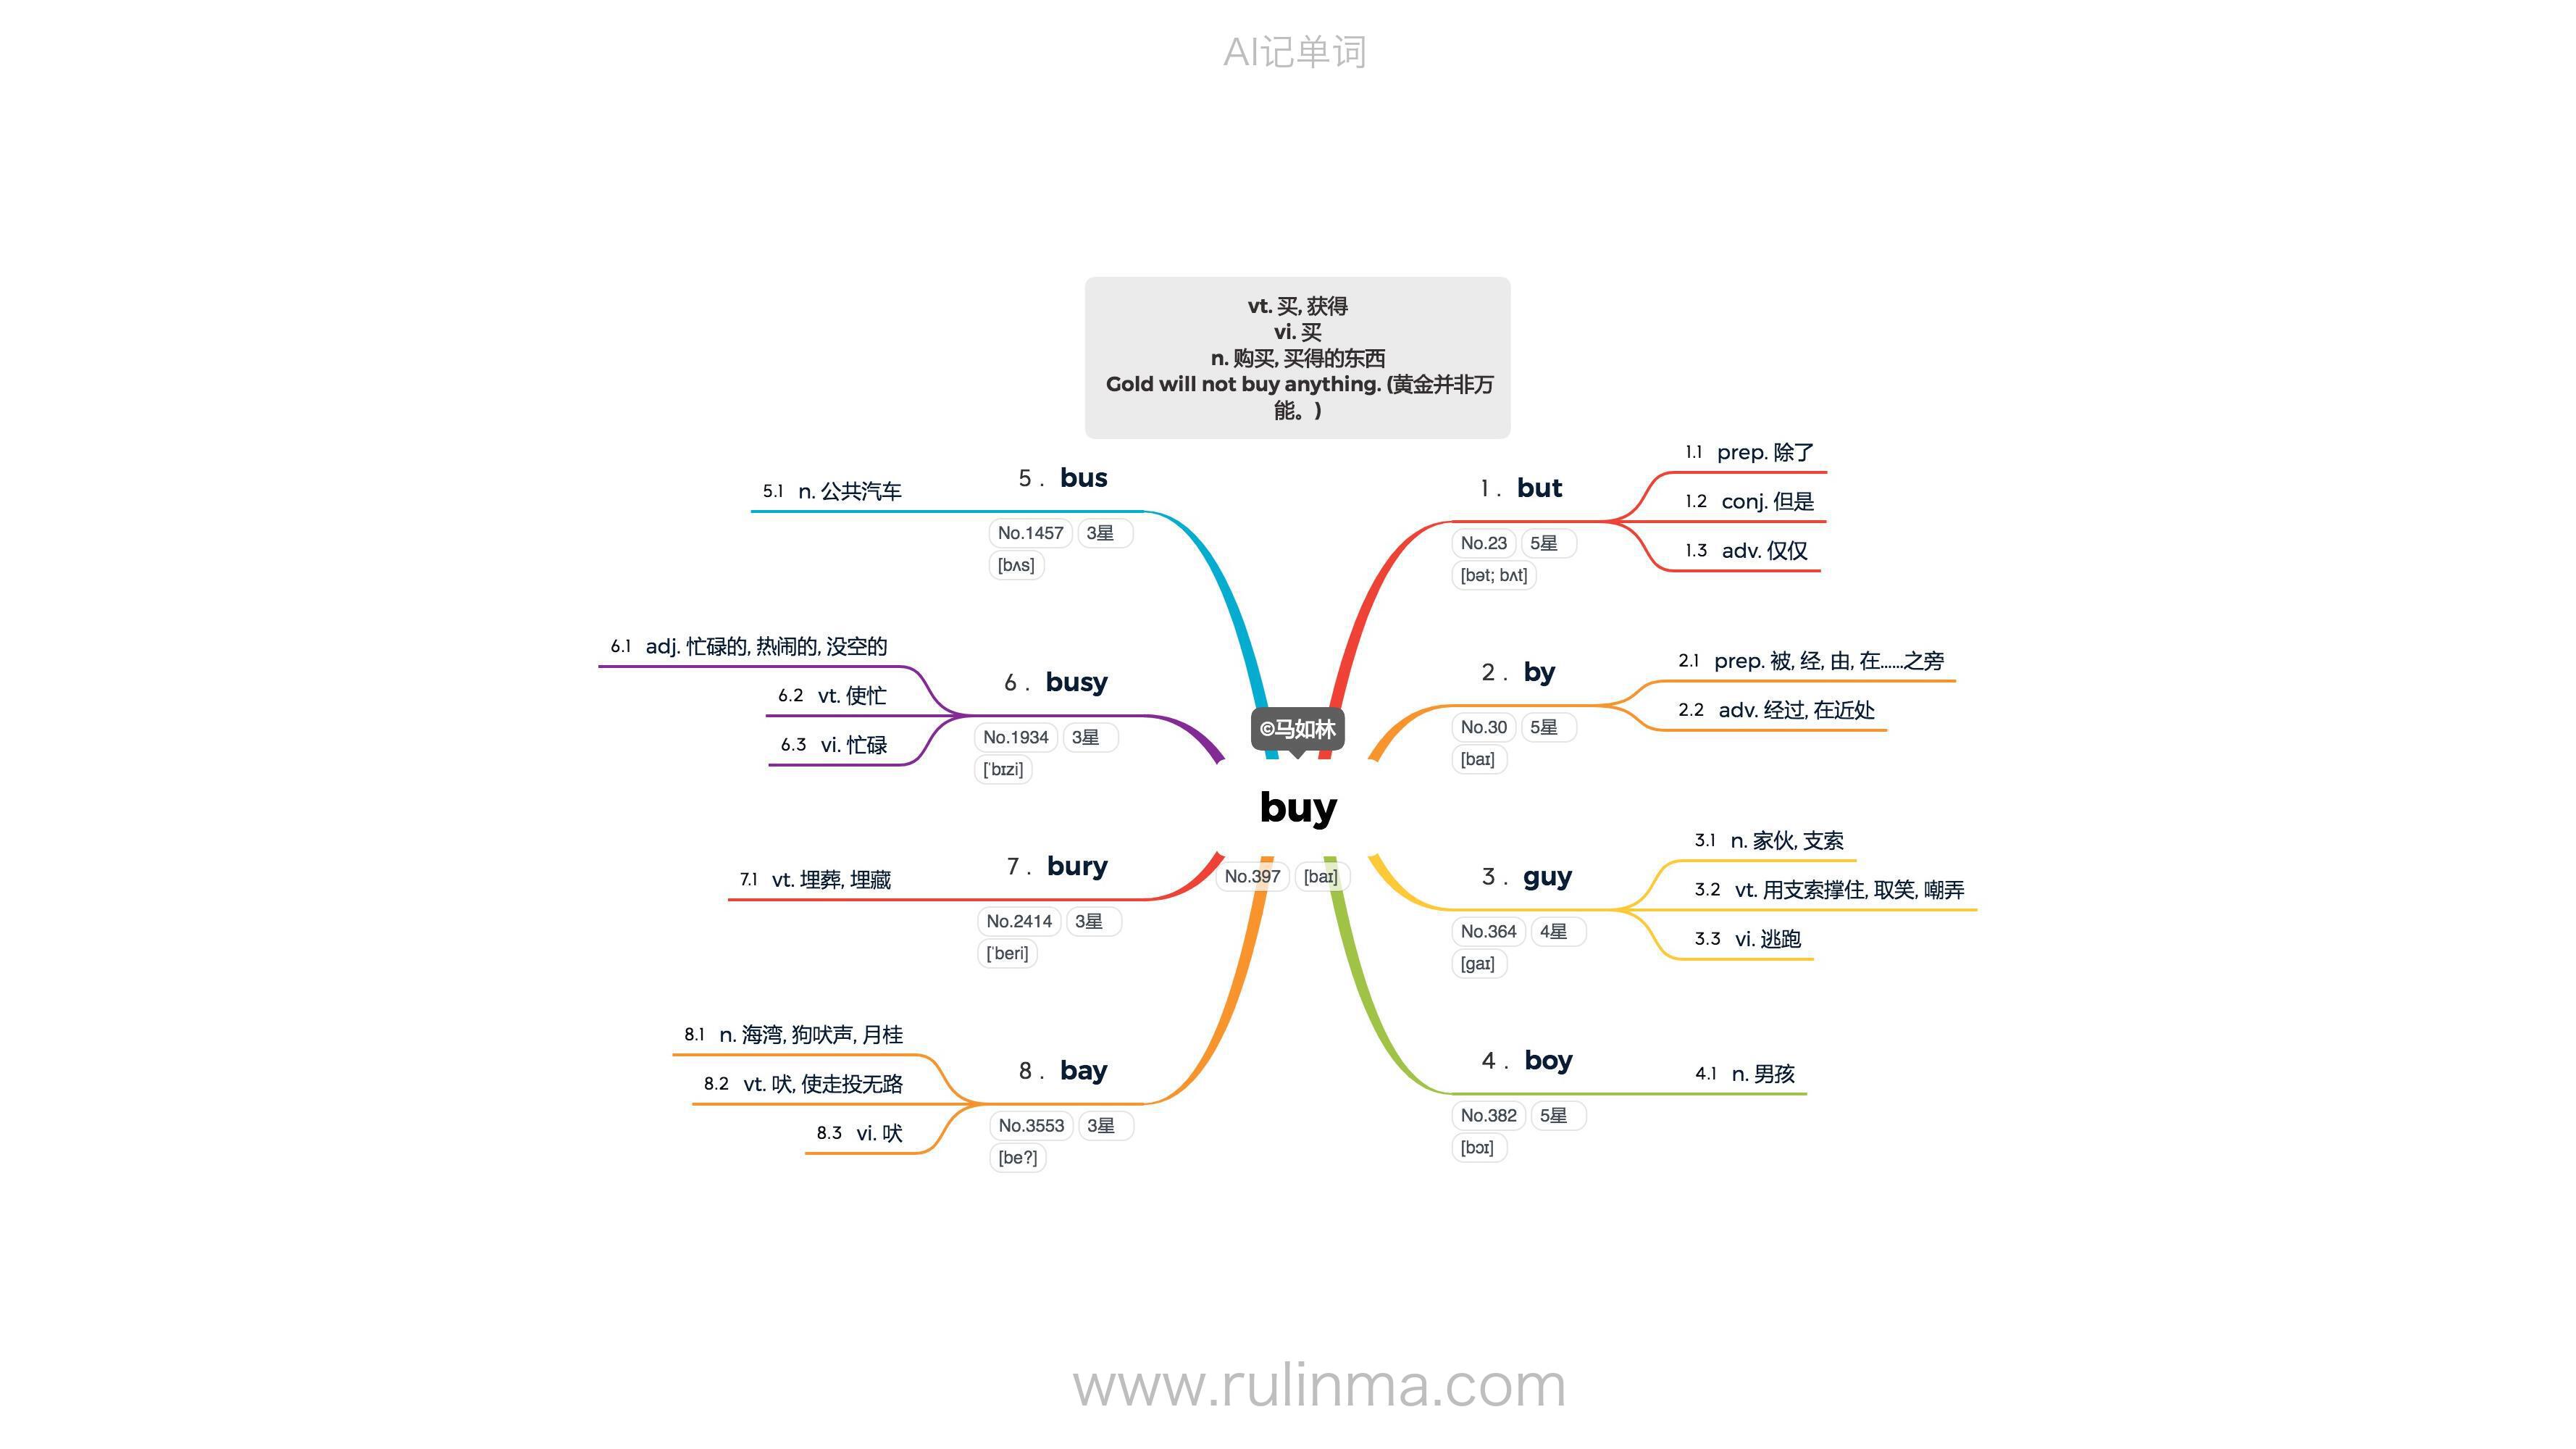 AI记单词
vt. 买, 获得
vi. 买
n. 购买, 买得的东西
Gold will not buy anything. (黄金并非万
能。)
©马如林
buy
No.397 [baɪ]
1 . but
No.23 5星
[bət; bʌt]
1.1 prep. 除了
1.2 conj. 但是
1.3 adv. 仅仅
2 . by
No.30 5星
[baɪ]
2.1 prep. 被, 经, 由, 在……之旁
2.2 adv. 经过, 在近处
3 . guy
No.364 4星
[gaɪ]
3.1 n. 家伙, 支索
3.2 vt. 用支索撑住, 取笑, 嘲弄
3.3 vi. 逃跑
4 . boy
No.382 5星
[bɔɪ]
4.1 n. 男孩
5 . bus
No.1457 3星
[bʌs]
5.1 n. 公共汽车
6 . busy
No.1934 3星
[ˈbɪzi]
6.1 adj. 忙碌的, 热闹的, 没空的
6.2 vt. 使忙
6.3 vi. 忙碌
7 . bury
No.2414 3星
[ˈberi]
7.1 vt. 埋葬, 埋藏
8 . bay
No.3553 3星
[be?]
8.1 n. 海湾, 狗吠声, 月桂
8.2 vt. 吠, 使走投无路
8.3 vi. 吠
www.rulinma.com